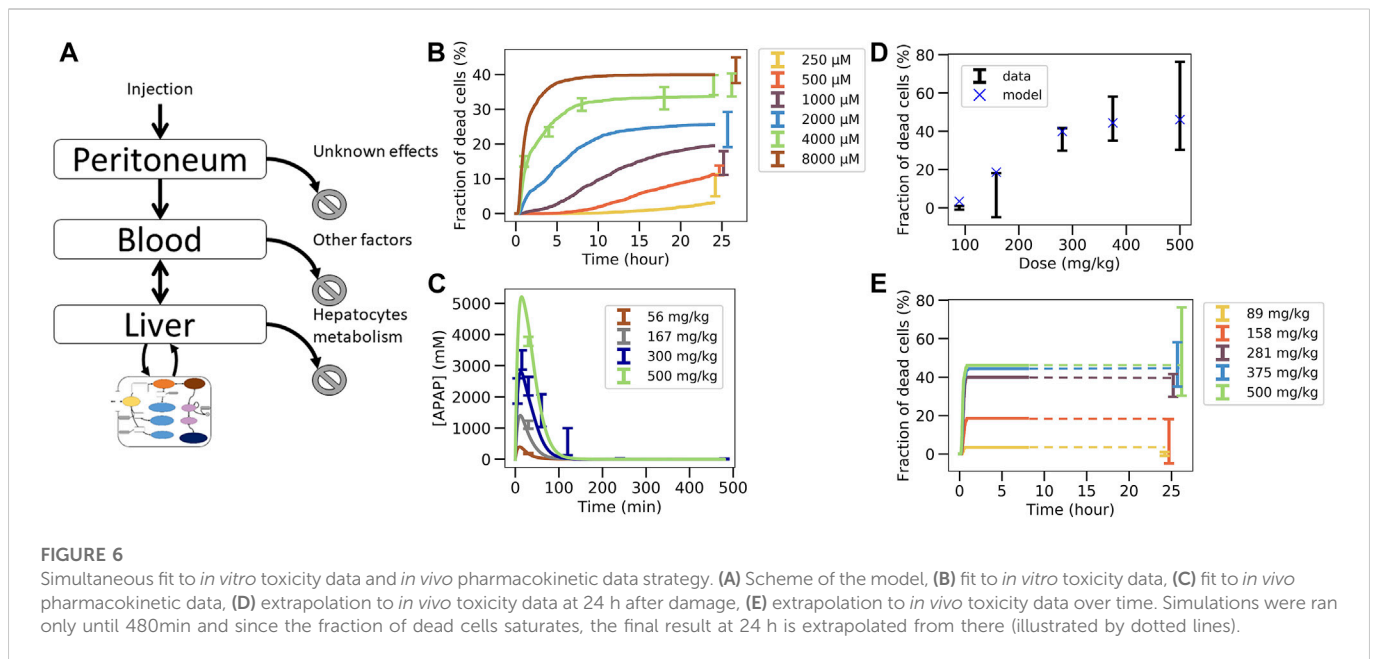 A
Injection
Peritoneum
Unknown effects
Blood
Other factors
Liver
Hepatocytes
metabolism
B
Fraction of dead cells (%)
40
30
20
10
0
0 5 10 15 20 25
Time (hour)
250 µM
500 µM
1000 µM
2000 µM
4000 µM
8000 µM
C
[APAP] (mM)
5000
4000
3000
2000
1000
0
0 100 200 300 400 500
Time (min)
56 mg/kg
167 mg/kg
300 mg/kg
500 mg/kg
D
Fraction of dead cells (%)
80
60
40
20
0
100 200 300 400 500
Dose (mg/kg)
data
model
E
Fraction of dead cells (%)
80
60
40
20
0
0 5 10 15 20 25
Time (hour)
89 mg/kg
158 mg/kg
281 mg/kg
375 mg/kg
500 mg/kg
FIGURE 6
Simultaneous fit to in vitro toxicity data and in vivo pharmacokinetic data strategy. (A) Scheme of the model, (B) fit to in vitro toxicity data, (C) fit to in vivo
pharmacokinetic data, (D) extrapolation to in vivo toxicity data at 24 h after damage, (E) extrapolation to in vivo toxicity data over time. Simulations were ran
only until 480min and since the fraction of dead cells saturates, the final result at 24 h is extrapolated from there (illustrated by dotted lines).